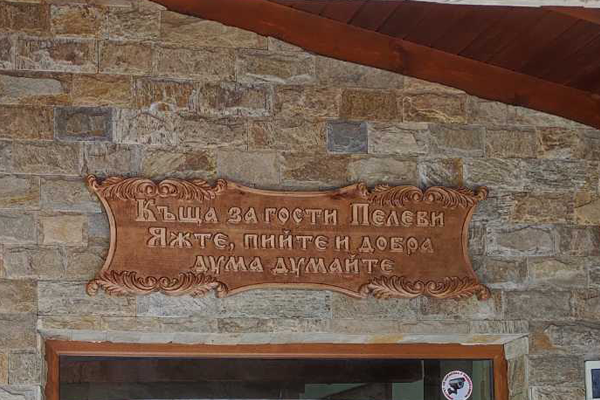 Къща за гости Пелеви
Яжте, пийте и добра
дума думайте